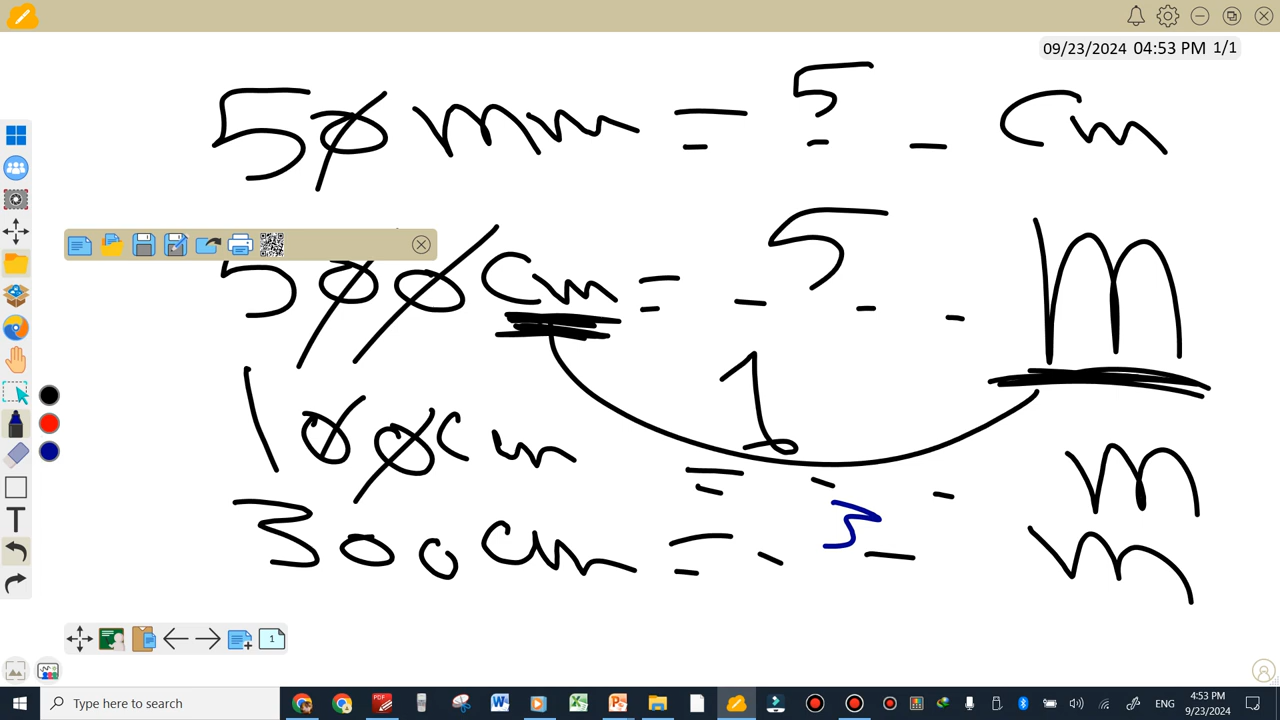 09/23/2024 04:53 PM 1/1
50 mm = 5 cm
500 cm = 5 m
100 cm = 1 m
300 cm = 3 m
T
1
Type here to search
ENG
4:53 PM
9/23/2024